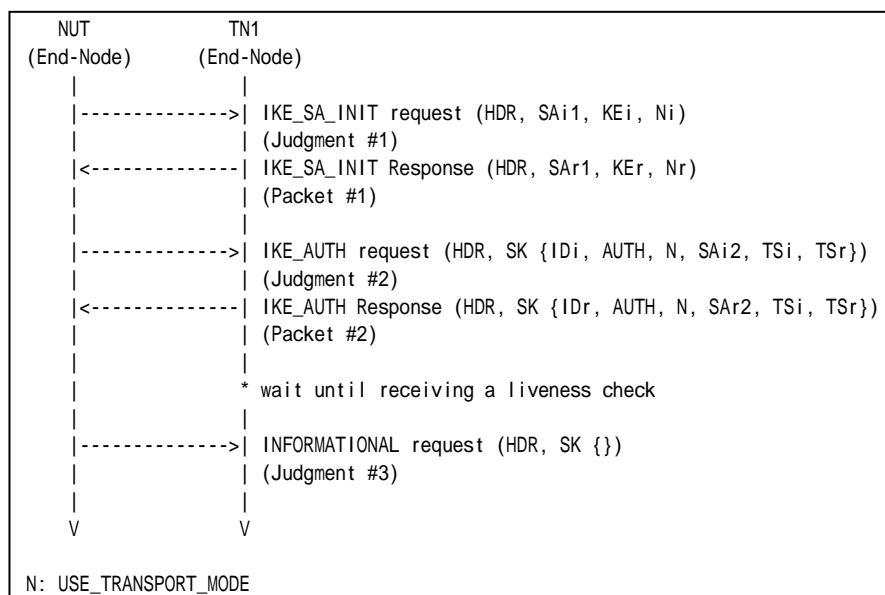 NUT TN1
(End-Node) (End-Node)
| |
|-------------->| IKE_SA_INIT request (HDR, SAi1, KEi, Ni)
| | (Judgment #1)
|<--------------| IKE_SA_INIT Response (HDR, SAr1, KEr, Nr)
| | (Packet #1)
| |
|-------------->| IKE_AUTH request (HDR, SK {IDi, AUTH, N, SAi2, TSi, TSr})
| | (Judgment #2)
|<--------------| IKE_AUTH Response (HDR, SK {IDr, AUTH, N, SAr2, TSi, TSr})
| | (Packet #2)
| |
| * wait until receiving a liveness check
| |
|-------------->| INFORMATIONAL request (HDR, SK {})
| | (Judgment #3)
| |
V V
N: USE_TRANSPORT_MODE